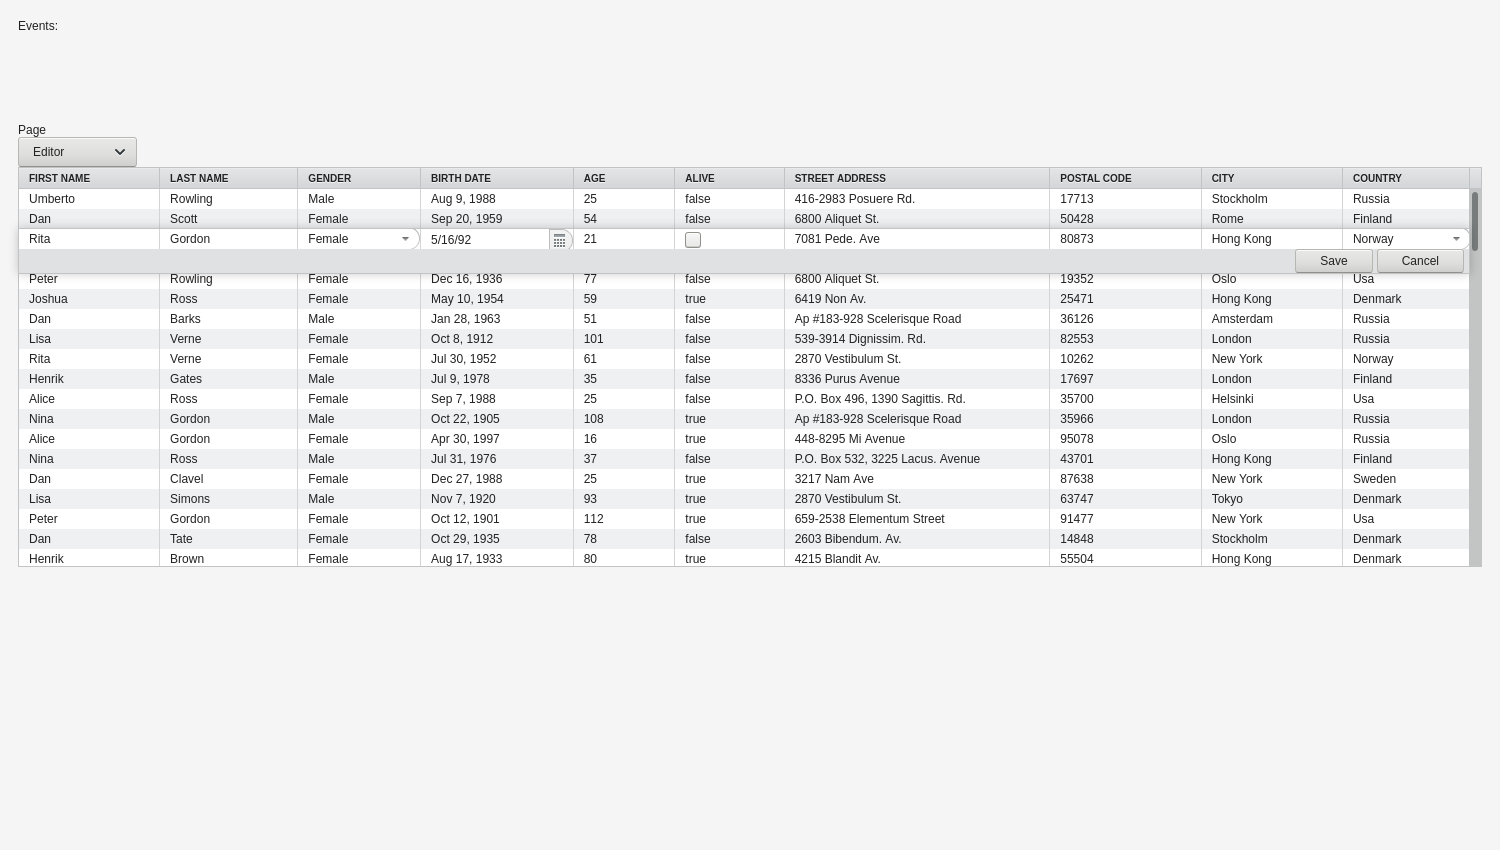 Events:
Page
Editor
FIRST NAME LAST NAME GENDER BIRTH DATE AGE ALIVE STREET ADDRESS POSTAL CODE CITY COUNTRY
Umberto Rowling Male Aug 9, 1988 25 false 416-2983 Posuere Rd. 17713 Stockholm Russia
Dan Scott Female Sep 20, 1959 54 false 6800 Aliquet St. 50428 Rome Finland
Rita Gordon Female 5/16/92 21 7081 Pede. Ave 80873 Hong Kong Norway
Save Cancel
Peter Rowling Female Dec 16, 1936 77 false 6800 Aliquet St. 19352 Oslo Usa
Joshua Ross Female May 10, 1954 59 true 6419 Non Av. 25471 Hong Kong Denmark
Dan Barks Male Jan 28, 1963 51 false Ap #183-928 Scelerisque Road 36126 Amsterdam Russia
Lisa Verne Female Oct 8, 1912 101 false 539-3914 Dignissim. Rd. 82553 London Russia
Rita Verne Female Jul 30, 1952 61 false 2870 Vestibulum St. 10262 New York Norway
Henrik Gates Male Jul 9, 1978 35 false 8336 Purus Avenue 17697 London Finland
Alice Ross Female Sep 7, 1988 25 false P.O. Box 496, 1390 Sagittis. Rd. 35700 Helsinki Usa
Nina Gordon Male Oct 22, 1905 108 true Ap #183-928 Scelerisque Road 35966 London Russia
Alice Gordon Female Apr 30, 1997 16 true 448-8295 Mi Avenue 95078 Oslo Russia
Nina Ross Male Jul 31, 1976 37 false P.O. Box 532, 3225 Lacus. Avenue 43701 Hong Kong Finland
Dan Clavel Female Dec 27, 1988 25 true 3217 Nam Ave 87638 New York Sweden
Lisa Simons Male Nov 7, 1920 93 true 2870 Vestibulum St. 63747 Tokyo Denmark
Peter Gordon Female Oct 12, 1901 112 true 659-2538 Elementum Street 91477 New York Usa
Dan Tate Female Oct 29, 1935 78 false 2603 Bibendum. Av. 14848 Stockholm Denmark
Henrik Brown Female Aug 17, 1933 80 true 4215 Blandit Av. 55504 Hong Kong Denmark